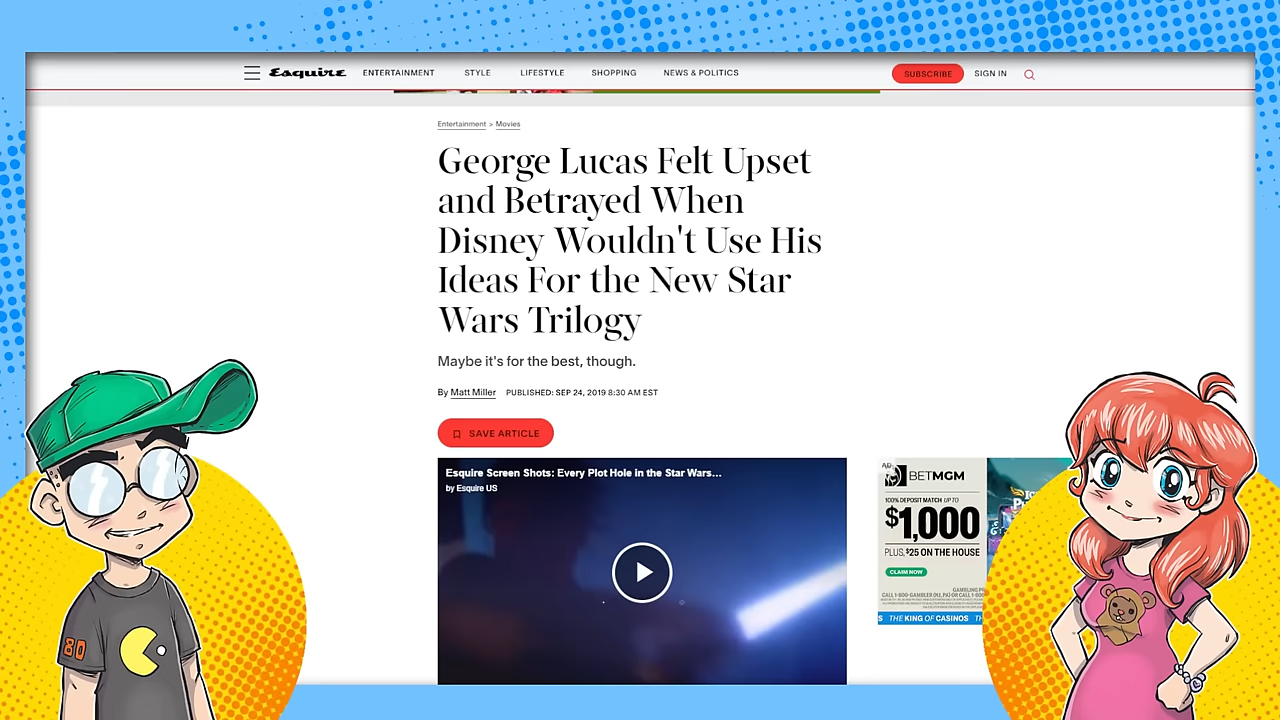 Esquire ENTERTAINMENT STYLE LIFESTYLE SHOPPING NEWS & POLITICS SUBSCRIBE SIGN IN
Entertainment > Movies
George Lucas Felt Upset
and Betrayed When
Disney Wouldn't Use His
Ideas For the New Star
Wars Trilogy
Maybe it's for the best, though.
By Matt Miller PUBLISHED: SEP 24, 2019 8:30 AM EST
SAVE ARTICLE
Esquire Screen Shots: Every Plot Hole in the Star Wars...
by Esquire US
AD
BETMGM
100% DEPOSIT MATCH UP TO
$1,000
PLUS, $25 ON THE HOUSE
CLAIM NOW
THE KING OF CASINOS
80